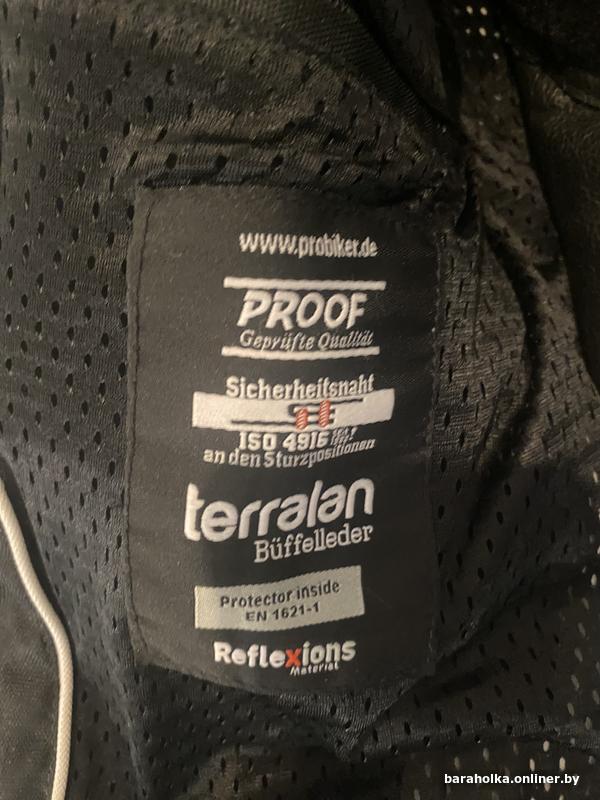 www.probiker.de
PROOF
Geprüfte Qualität
Sicherheitsnaht
ISO 4916
an den Sturzpositionen
terralan
Büffelleder
Protector inside
EN 1621-1
Reflexions
Material
baraholka.onliner.by